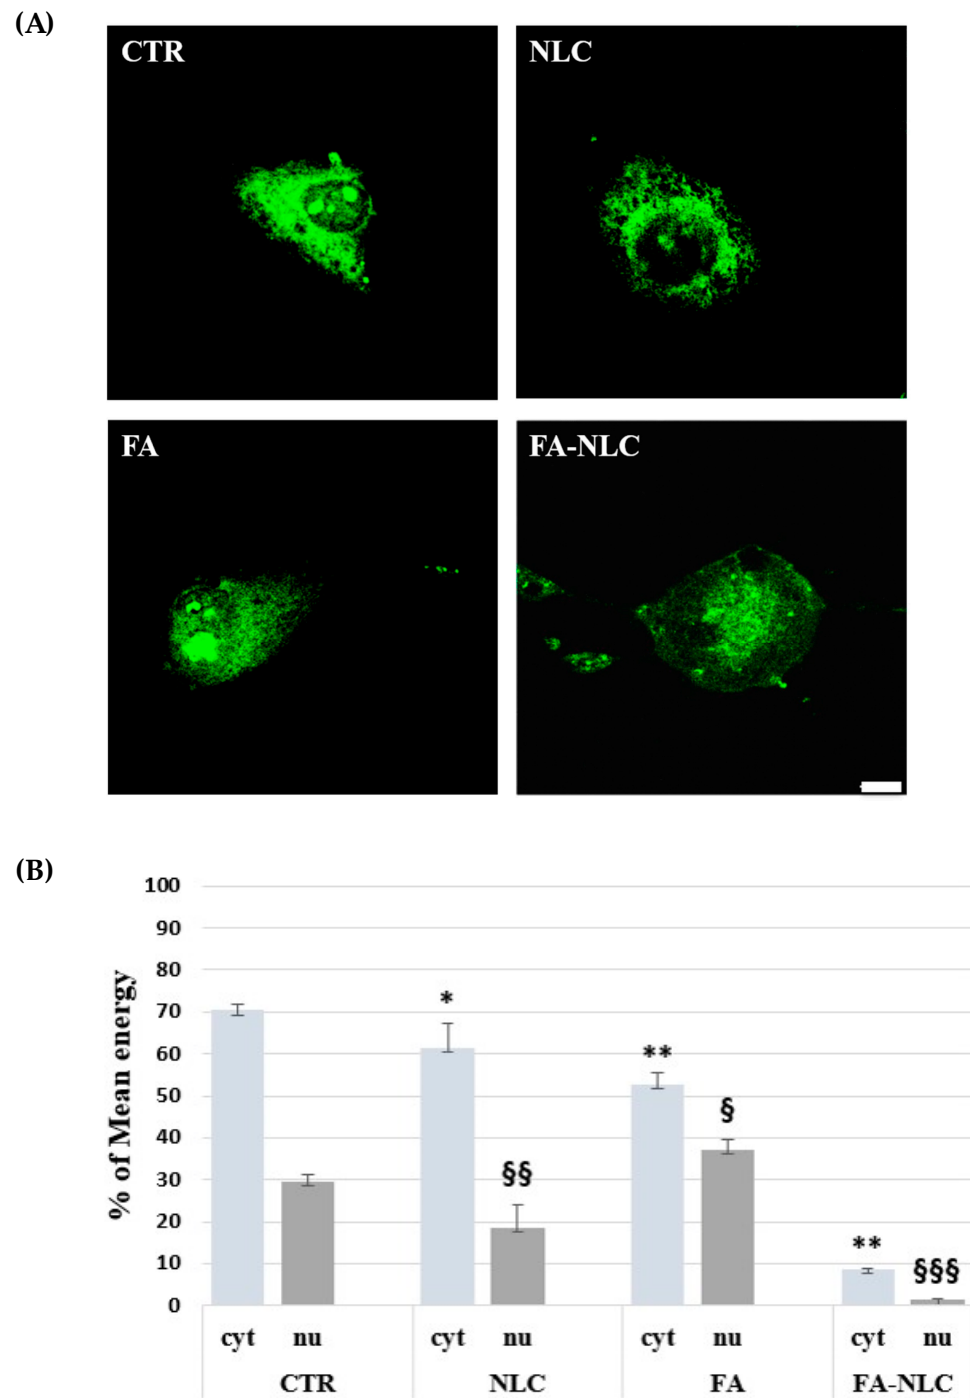 (A)
CTR
NLC
FA
FA-NLC
(B)
% of Mean energy
100
90
80
70
60
50
40
30
20
10
0
*
§§
**
§
**
§§§
cyt nu cyt nu cyt nu cyt nu
CTR NLC FA FA-NLC